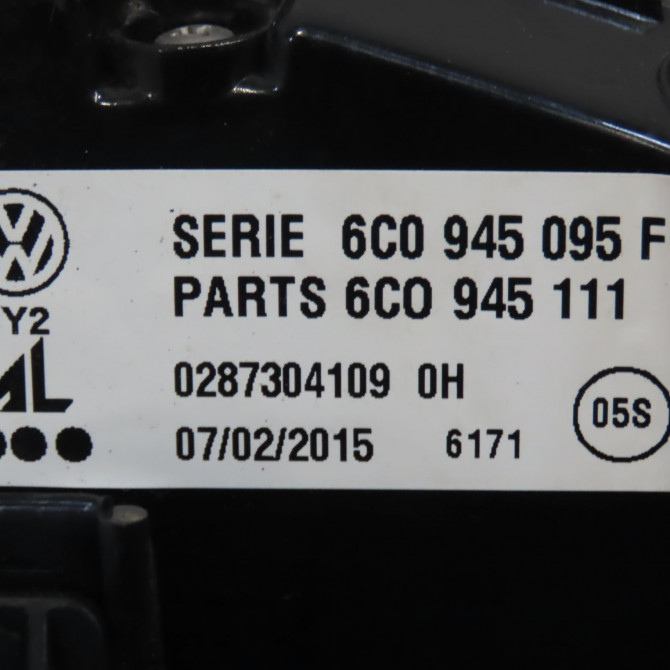 SERIE 6C0 945 095 F
PARTS 6C0 945 111
Y2
0287304109 0H
07/02/2015 6171
05S